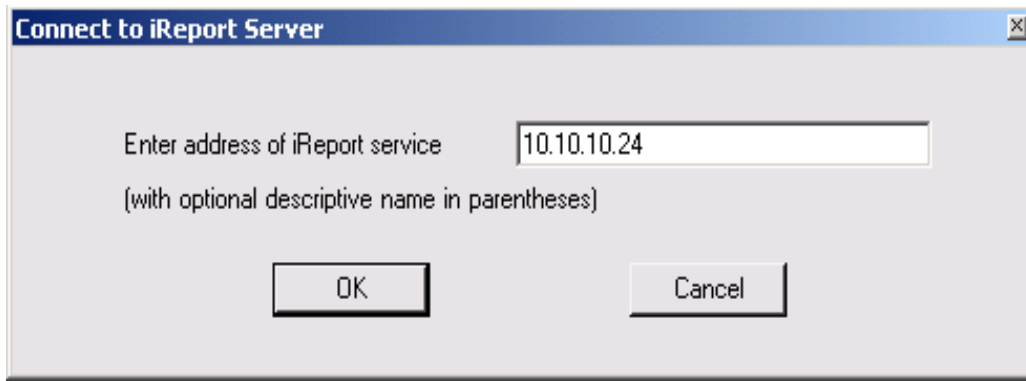 Connect to iReport Server
Enter address of iReport service 10.10.10.24
(with optional descriptive name in parentheses)
OK Cancel